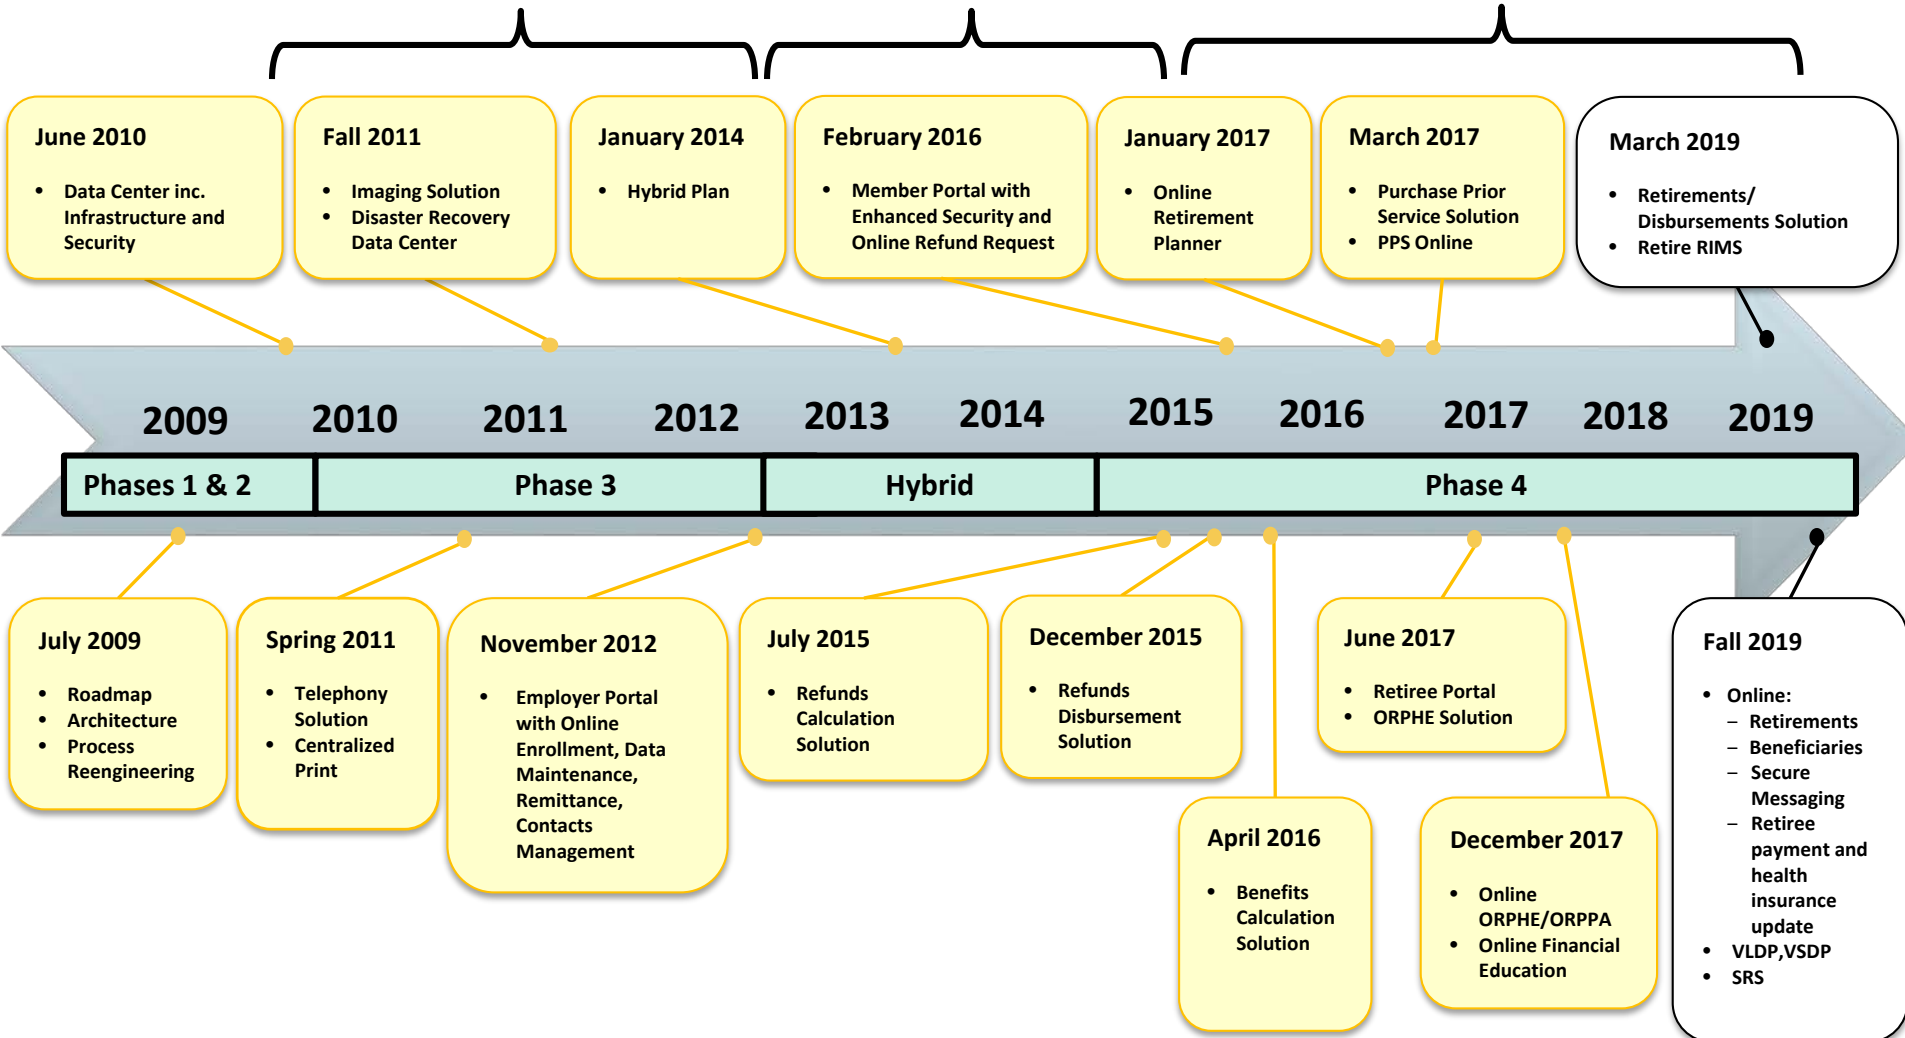 June 2010
• Data Center inc.
Infrastructure and
Security
Fall 2011
• Imaging Solution
• Disaster Recovery
Data Center
January 2014
• Hybrid Plan
February 2016
• Member Portal with
Enhanced Security and
Online Refund Request
January 2017
• Online
Retirement
Planner
March 2017
• Purchase Prior
Service Solution
• PPS Online
March 2019
• Retirements/
Disbursements Solution
• Retire RIMS
2009 2010 2011 2012 2013 2014 2015 2016 2017 2018 2019
Phases 1 & 2 Phase 3 Hybrid Phase 4
July 2009
• Roadmap
• Architecture
• Process
Reengineering
Spring 2011
• Telephony
Solution
• Centralized
Print
November 2012
• Employer Portal
with Online
Enrollment, Data
Maintenance,
Remittance,
Contacts
Management
July 2015
• Refunds
Calculation
Solution
December 2015
• Refunds
Disbursement
Solution
April 2016
• Benefits
Calculation
Solution
June 2017
• Retiree Portal
• ORPHE Solution
December 2017
• Online
ORPHE/ORPPA
• Online Financial
Education
Fall 2019
• Online:
– Retirements
– Beneficiaries
– Secure
Messaging
– Retiree
payment and
health
insurance
update
• VLDP,VSDP
• SRS